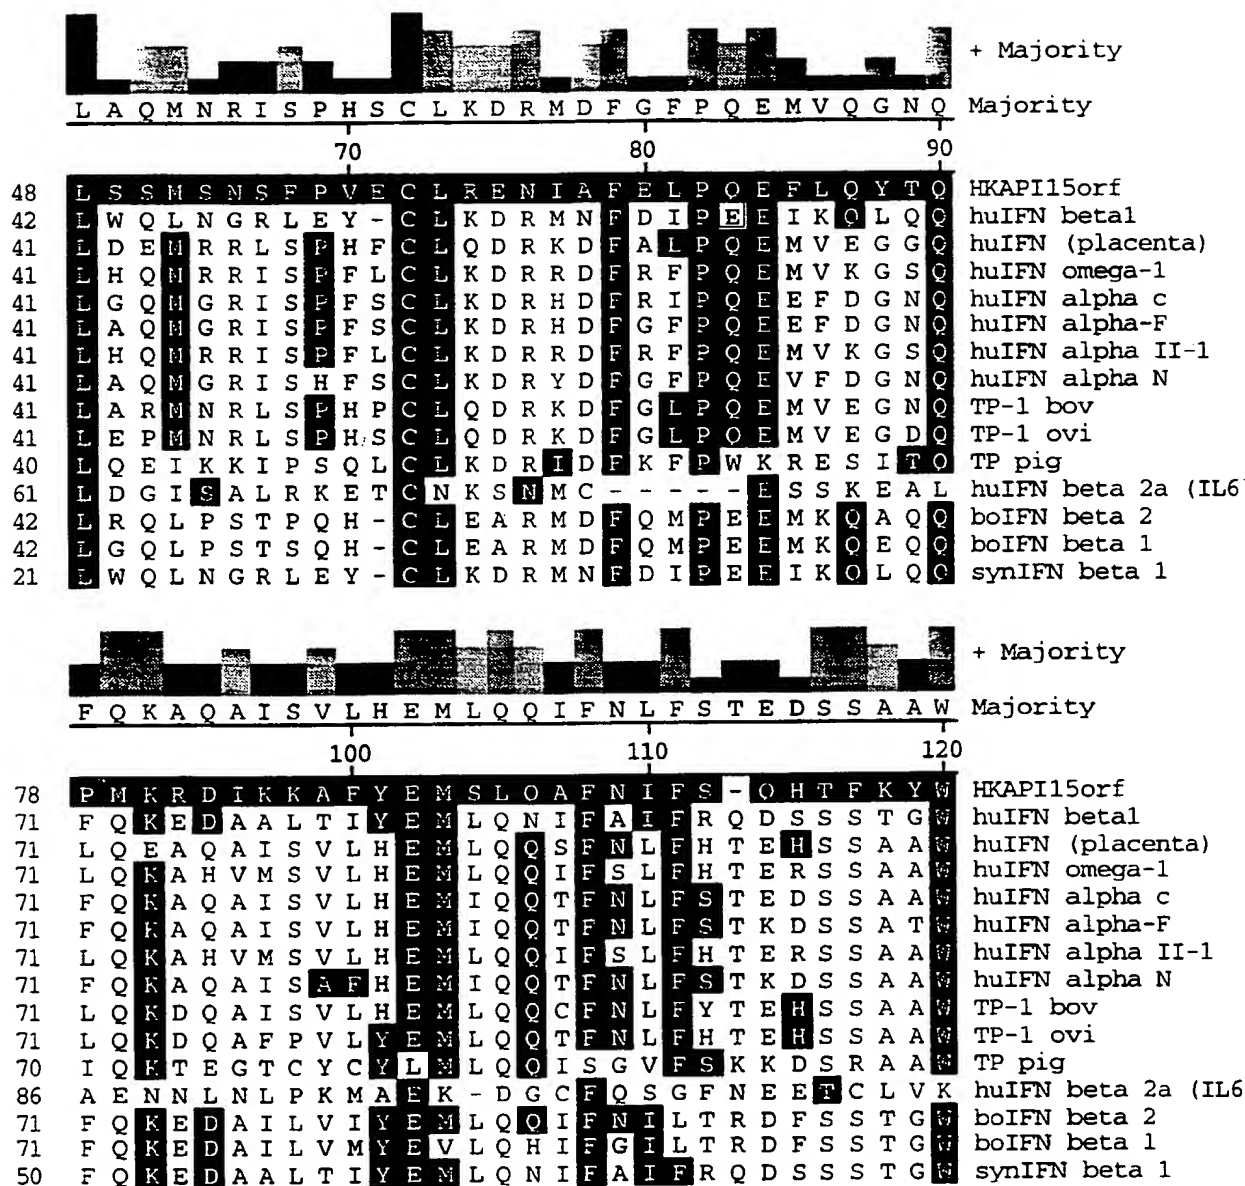 + Majority
L A Q M N R I S P H S C L K D R M D F G F P Q E M V Q G N Q Majority
70 80 90
48 L S S M S N S F P V E C L R E N I A F E L P Q E F L Q Y T Q HKAPI15orf
42 L W Q L N G R L E Y - C L K D R M N F D I P E E I K Q L Q Q huIFN beta1
41 L D E M R R L S P H F C L Q D R K D F A L P Q E M V E G G Q huIFN (placenta)
41 L H Q M R R I S P F L C L K D R R D F R F P Q E M V K G S Q huIFN omega-1
41 L G Q M G R I S P F S C L K D R H D F R I P Q E E F D G N Q huIFN alpha c
41 L A Q M G R I S P F S C L K D R H D F G F P Q E E F D G N Q huIFN alpha-F
41 L H Q M R R I S P F L C L K D R R D F R F P Q E M V K G S Q huIFN alpha II-1
41 L A Q M G R I S H F S C L K D R Y D F G F P Q E V F D G N Q huIFN alpha N
41 L A R M N R L S P H P C L Q D R K D F G L P Q E M V E G N Q TP-1 bov
41 L E P M N R L S P H S C L Q D R K D F G L P Q E M V E G D Q TP-1 ovi
40 L Q E I K K I P S Q L C L K D R I D F K F P W K R E S I T Q TP pig
61 L D G I S A L R K E T C N K S N M C - - - - - E S S K E A L huIFN beta 2a (IL6
42 L R Q L P S T P Q H - C L E A R M D F Q M P E E M K Q A Q Q boIFN beta 2
42 L G Q L P S T S Q H - C L E A R M D F Q M P E E M K Q E Q Q boIFN beta 1
21 L W Q L N G R L E Y - C L K D R M N F D I P E E I K Q L Q Q synIFN beta 1
+ Majority
F Q K A Q A I S V L H E M L Q Q I F N L F S T E D S S A A W Majority
100 110 120
78 P M K R D I K K A F Y E M S L Q A F N I F S - Q H T F K Y W HKAPI15orf
71 F Q K E D A A L T I Y E M L Q N I F A I F R Q D S S S T G W huIFN beta1
71 L Q E A Q A I S V L H E M L Q Q S F N L F H T E H S S A A W huIFN (placenta)
71 L Q K A H V M S V L H E M L Q Q I F S L F H T E R S S A A W huIFN omega-1
71 F Q K A Q A I S V L H E M I Q Q T F N L F S T E D S S A A W huIFN alpha c
71 F Q K A Q A I S V L H E M I Q Q T F N L F S T K D S S A T W huIFN alpha-F
71 L Q K A H V M S V L H E M L Q Q I F S L F H T E R S S A A W huIFN alpha II-1
71 F Q K A Q A I S A F H E M I Q Q T F N L F S T K D S S A A W huIFN alpha N
71 L Q K D Q A I S V L H E M L Q Q C F N L F Y T E H S S A A W TP-1 bov
71 L Q K D Q A F P V L Y E M L Q Q T F N L F H T E H S S A A W TP-1 ovi
70 I Q K T E G T C Y C Y L M L Q Q I S G V F S K K D S R A A W TP pig
86 A E N N L N L P K M A E K - D G C F Q S G F N E E T C L V K huIFN beta 2a (IL6
71 F Q K E D A I L V I Y E M L Q Q I F N I L T R D F S S T G W boIFN beta 2
71 F Q K E D A I L V M Y E V L Q H I F G I L T R D F S S T G W boIFN beta 1
50 F Q K E D A A L T I Y E M L Q N I F A I F R Q D S S S T G W synIFN beta 1